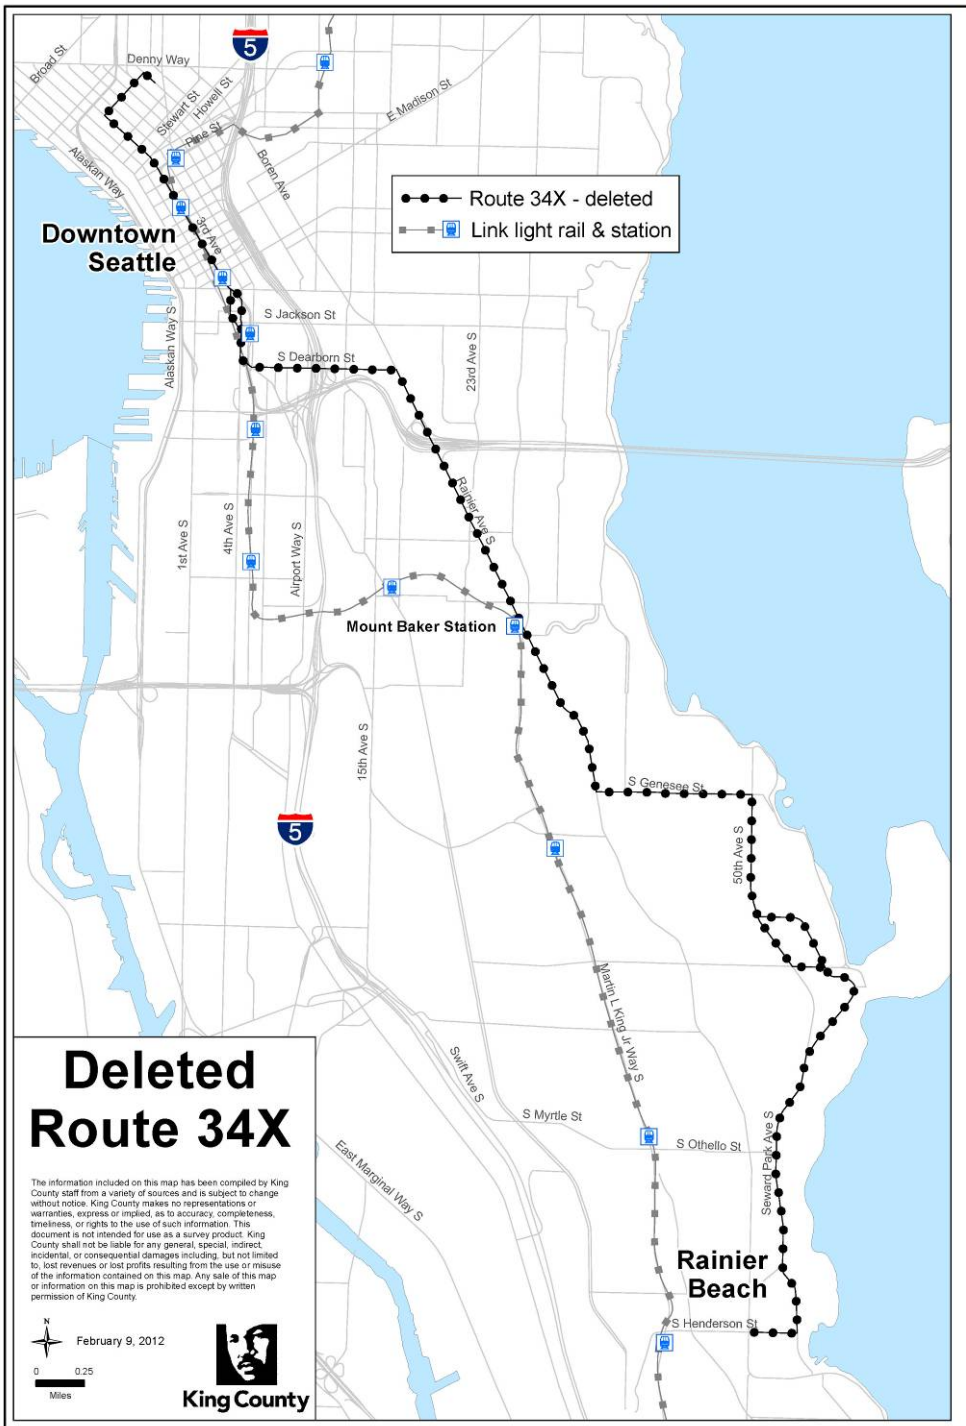 5
Broad St
Denny Way
Stewart St
Howell St
E Madison St
Pine St
Boren Ave
Alaskan Way
3rd Ave
Route 34X - deleted
Link light rail & station
Downtown
Seattle
S Jackson St
Alaskan Way S
S Dearborn St
23rd Ave S
Rainier Ave S
1st Ave S
4th Ave S
Airport Way S
Mount Baker Station
15th Ave S
S Genesee St
5
50th Ave S
Martin L King Jr Way S
Swift Ave S
S Myrtle St
S Othello St
Seward Park Ave S
East Marginal Way S
Rainier
Beach
S Henderson St
Deleted
Route 34X
The information included on this map has been compiled by King
County staff from a variety of sources and is subject to change
without notice. King County makes no representations or
warranties, express or implied, as to accuracy, completeness,
timeliness, or rights to the use of such information. This
document is not intended for use as a survey product. King
County shall not be liable for any general, special, indirect,
incidental, or consequential damages including, but not limited
to, lost revenues or lost profits resulting from the use or misuse
of the information contained on this map. Any sale of this map
or information on this map is prohibited except by written
permission of King County.
N
February 9, 2012
0 0.25
Miles
King County